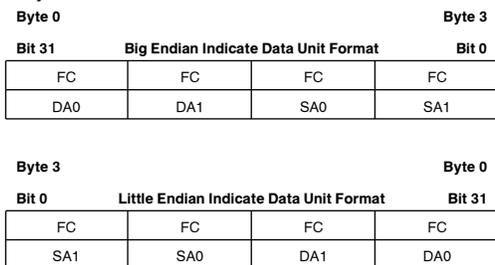 Byte 0 Byte 3
Bit 31 Big Endian Indicate Data Unit Format Bit 0
FC FC FC FC
DA0 DA1 SA0 SA1
Byte 3 Byte 0
Bit 0 Little Endian Indicate Data Unit Format Bit 31
FC FC FC FC
SA1 SA0 DA1 DA0